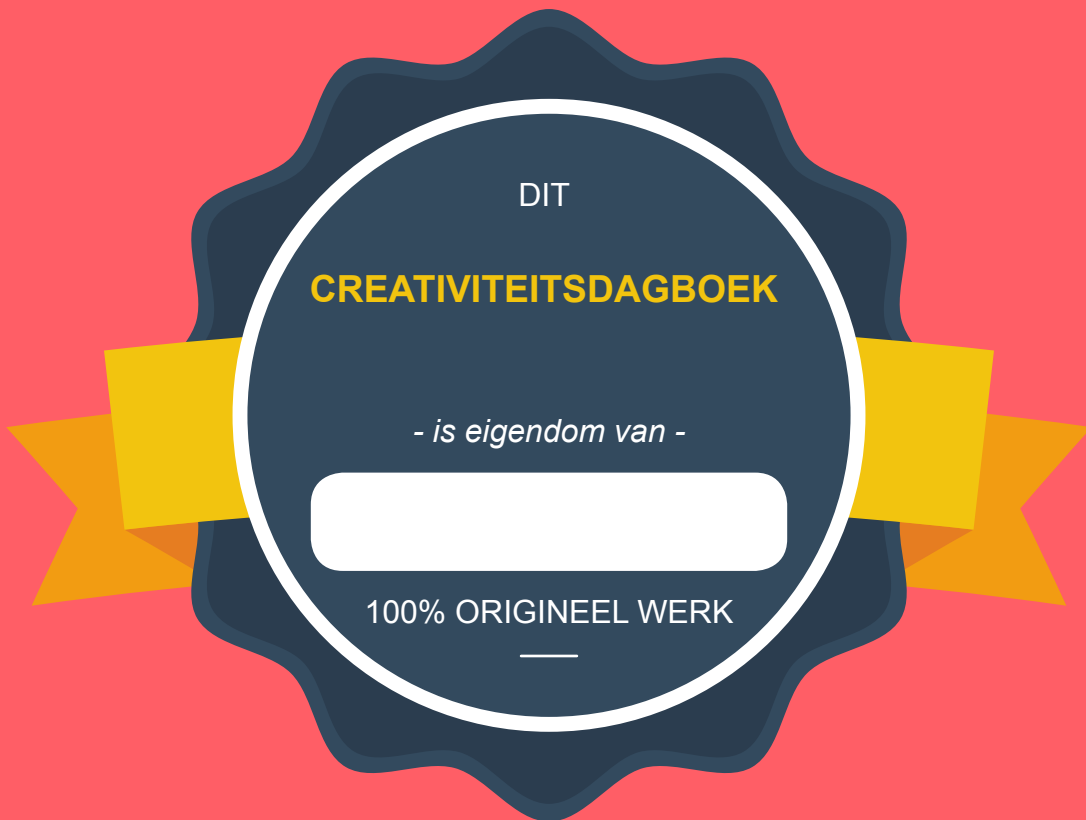 DIT
CREATIVITEITSDAGBOEK
- is eigendom van -
100% ORIGINEEL WERK